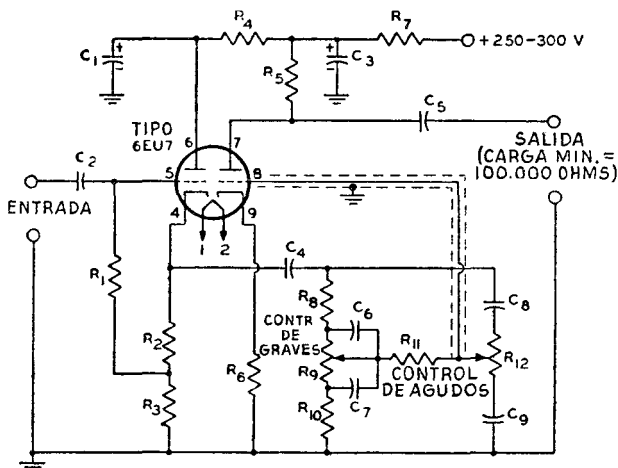 R4
R7
+250-300 V
C1
C3
R5
C5
TIPO
6EU7
6
7
SALIDA
(CARGA MIN.=
100.000 OHMS)
C2
5
8
ENTRADA
4
9
1
2
R1
C4
R8
C6
C8
CONTR
DE
GRAVES
R2
R11
R12
R9
CONTROL
DE AGUDOS
R6
C7
R3
R10
C9